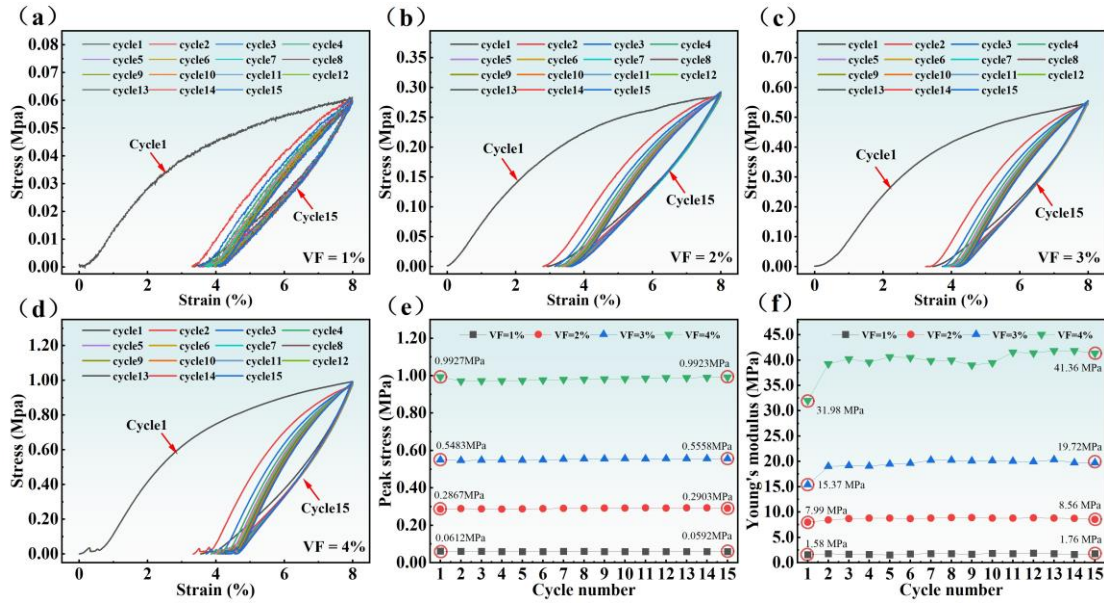 (a)
0.08
0.07
0.06
0.05
0.04
0.03
0.02
0.01
0.00
Stress (Mpa)
cycle1 cycle2 cycle3 cycle4
cycle5 cycle6 cycle7 cycle8
cycle9 cycle10 cycle11 cycle12
cycle13 cycle14 cycle15
Cycle1
Cycle15
VF = 1%
0 2 4 6 8
Strain (%)
(b)
0.40
0.35
0.30
0.25
0.20
0.15
0.10
0.05
0.00
Stress (Mpa)
cycle1 cycle2 cycle3 cycle4
cycle5 cycle6 cycle7 cycle8
cycle9 cycle10 cycle11 cycle12
cycle13 cycle14 cycle15
Cycle1
Cycle15
VF = 2%
0 2 4 6 8
Strain (%)
(c)
0.80
0.70
0.60
0.50
0.40
0.30
0.20
0.10
0.00
Stress (Mpa)
cycle1 cycle2 cycle3 cycle4
cycle5 cycle6 cycle7 cycle8
cycle9 cycle10 cycle11 cycle12
cycle13 cycle14 cycle15
Cycle1
Cycle15
VF = 3%
0 2 4 6 8
Strain (%)
(d)
1.20
1.00
0.80
0.60
0.40
0.20
0.00
Stress (Mpa)
cycle1 cycle2 cycle3 cycle4
cycle5 cycle6 cycle7 cycle8
cycle9 cycle10 cycle11 cycle12
cycle13 cycle14 cycle15
Cycle1
Cycle15
VF = 4%
0 2 4 6 8
Strain (%)
(e)
1.20
1.00
0.80
0.60
0.40
0.20
0.00
Peak stress (MPa)
VF=1% VF=2% VF=3% VF=4%
0.9927MPa 0.9923MPa
0.5483MPa 0.5558MPa
0.2867MPa 0.2903MPa
0.0612MPa 0.0592MPa
1 2 3 4 5 6 7 8 9 10 11 12 13 14 15
Cycle number
(f)
45.0
40.0
35.0
30.0
25.0
20.0
15.0
10.0
5.0
0.0
Young's modulus (MPa)
VF=1% VF=2% VF=3% VF=4%
31.98 MPa 41.36 MPa
15.37 MPa 19.72 MPa
7.99 MPa 8.56 MPa
1.58 MPa 1.76 MPa
1 2 3 4 5 6 7 8 9 10 11 12 13 14 15
Cycle number